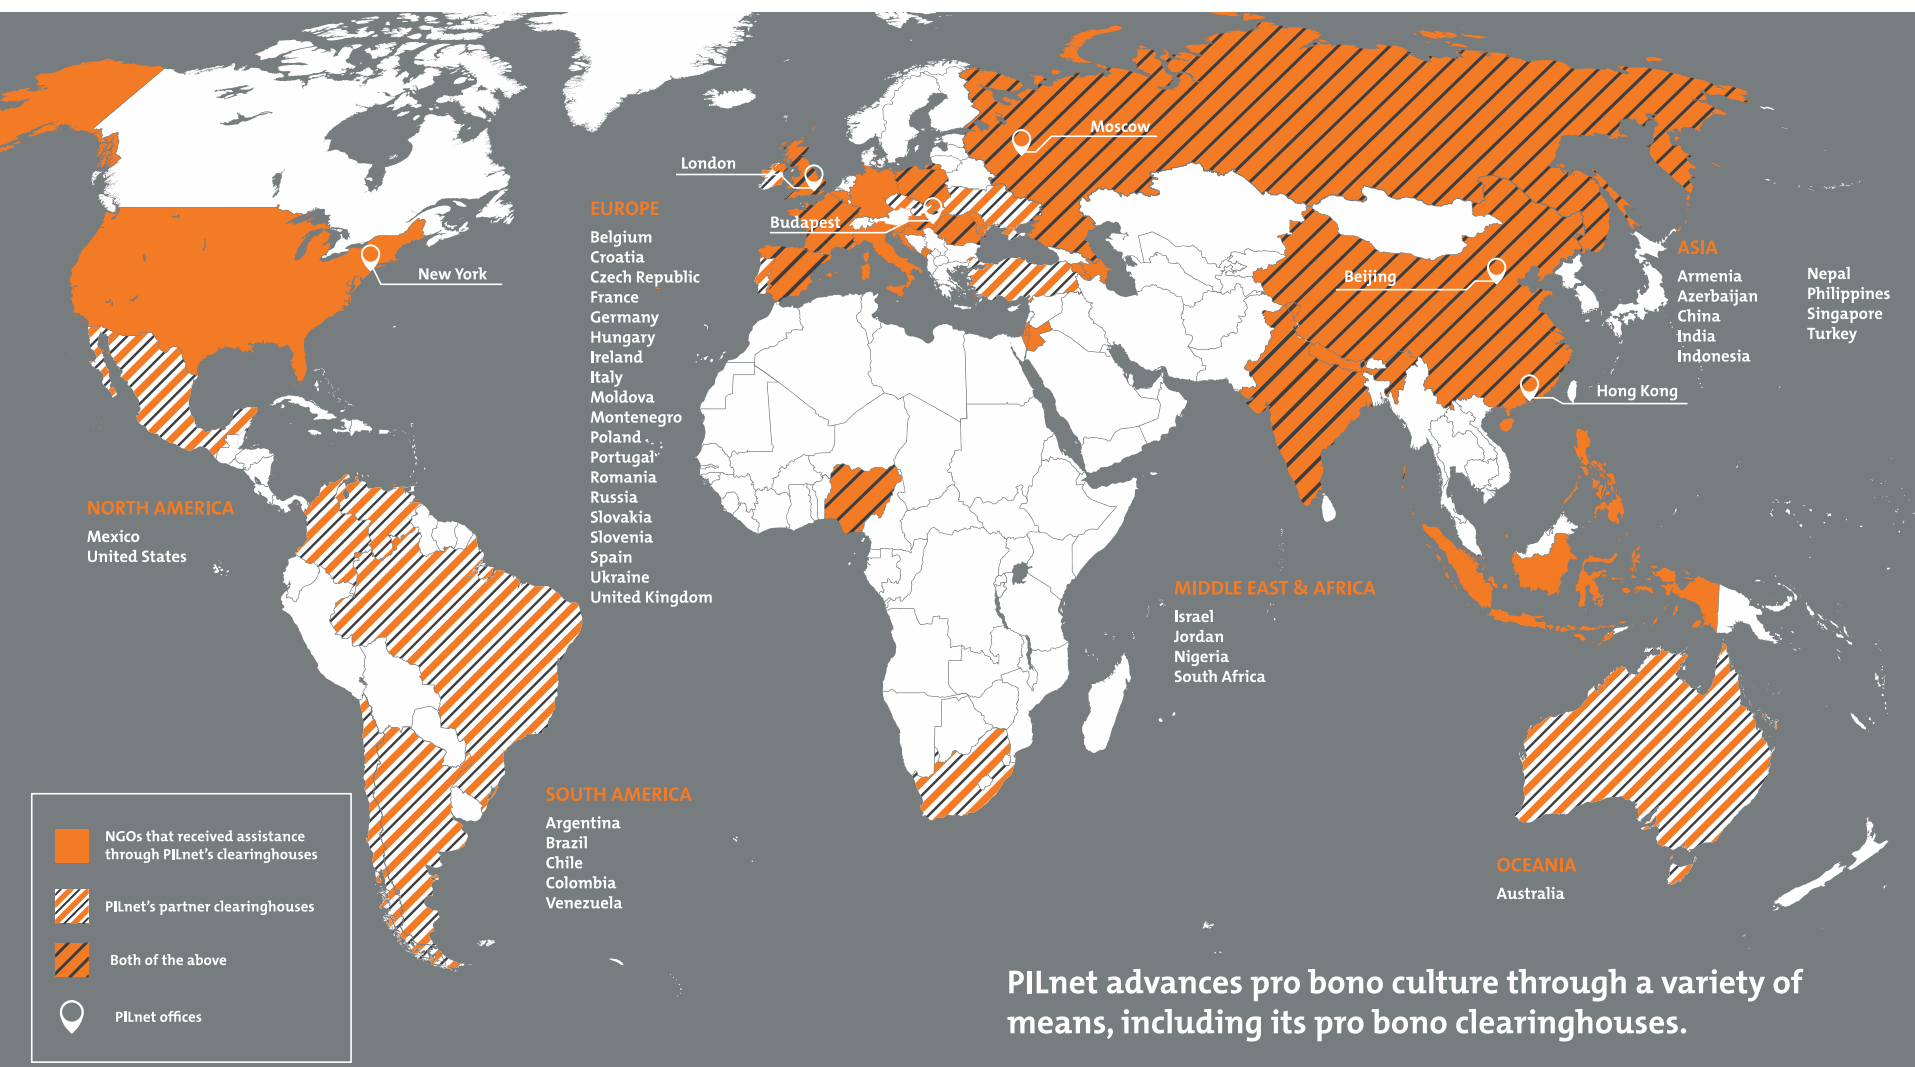 Moscow
London
Budapest
New York
Beijing
Hong Kong
EUROPE
Belgium
Croatia
Czech Republic
France
Germany
Hungary
Ireland
Italy
Moldova
Montenegro
Poland
Portugal
Romania
Russia
Slovakia
Slovenia
Spain
Ukraine
United Kingdom
ASIA
Armenia
Azerbaijan
China
India
Indonesia
Nepal
Philippines
Singapore
Turkey
NORTH AMERICA
Mexico
United States
MIDDLE EAST & AFRICA
Israel
Jordan
Nigeria
South Africa
SOUTH AMERICA
Argentina
Brazil
Chile
Colombia
Venezuela
OCEANIA
Australia
NGOs that received assistance
through PILnet's clearinghouses
PILnet's partner clearinghouses
Both of the above
PILnet offices
PILnet advances pro bono culture through a variety of
means, including its pro bono clearinghouses.